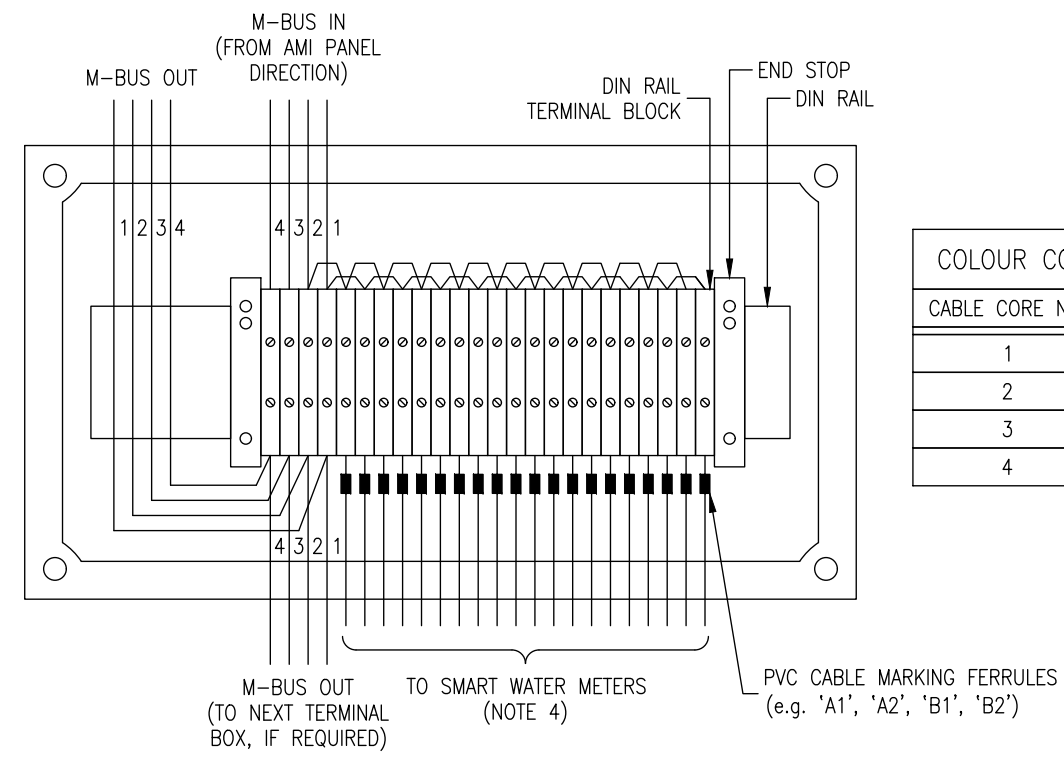 M-BUS IN
(FROM AMI PANEL
DIRECTION)
M-BUS OUT
END STOP
DIN RAIL
DIN RAIL
TERMINAL BLOCK
1 2 3 4
4 3 2 1
COLOUR
CABLE CORE
1
2
3
4
4 3 2 1
M-BUS OUT
(TO NEXT TERMINAL
BOX, IF REQUIRED)
TO SMART WATER METERS
(NOTE 4)
PVC CABLE MARKING FERRULES
(e.g. 'A1', 'A2', 'B1', 'B2')